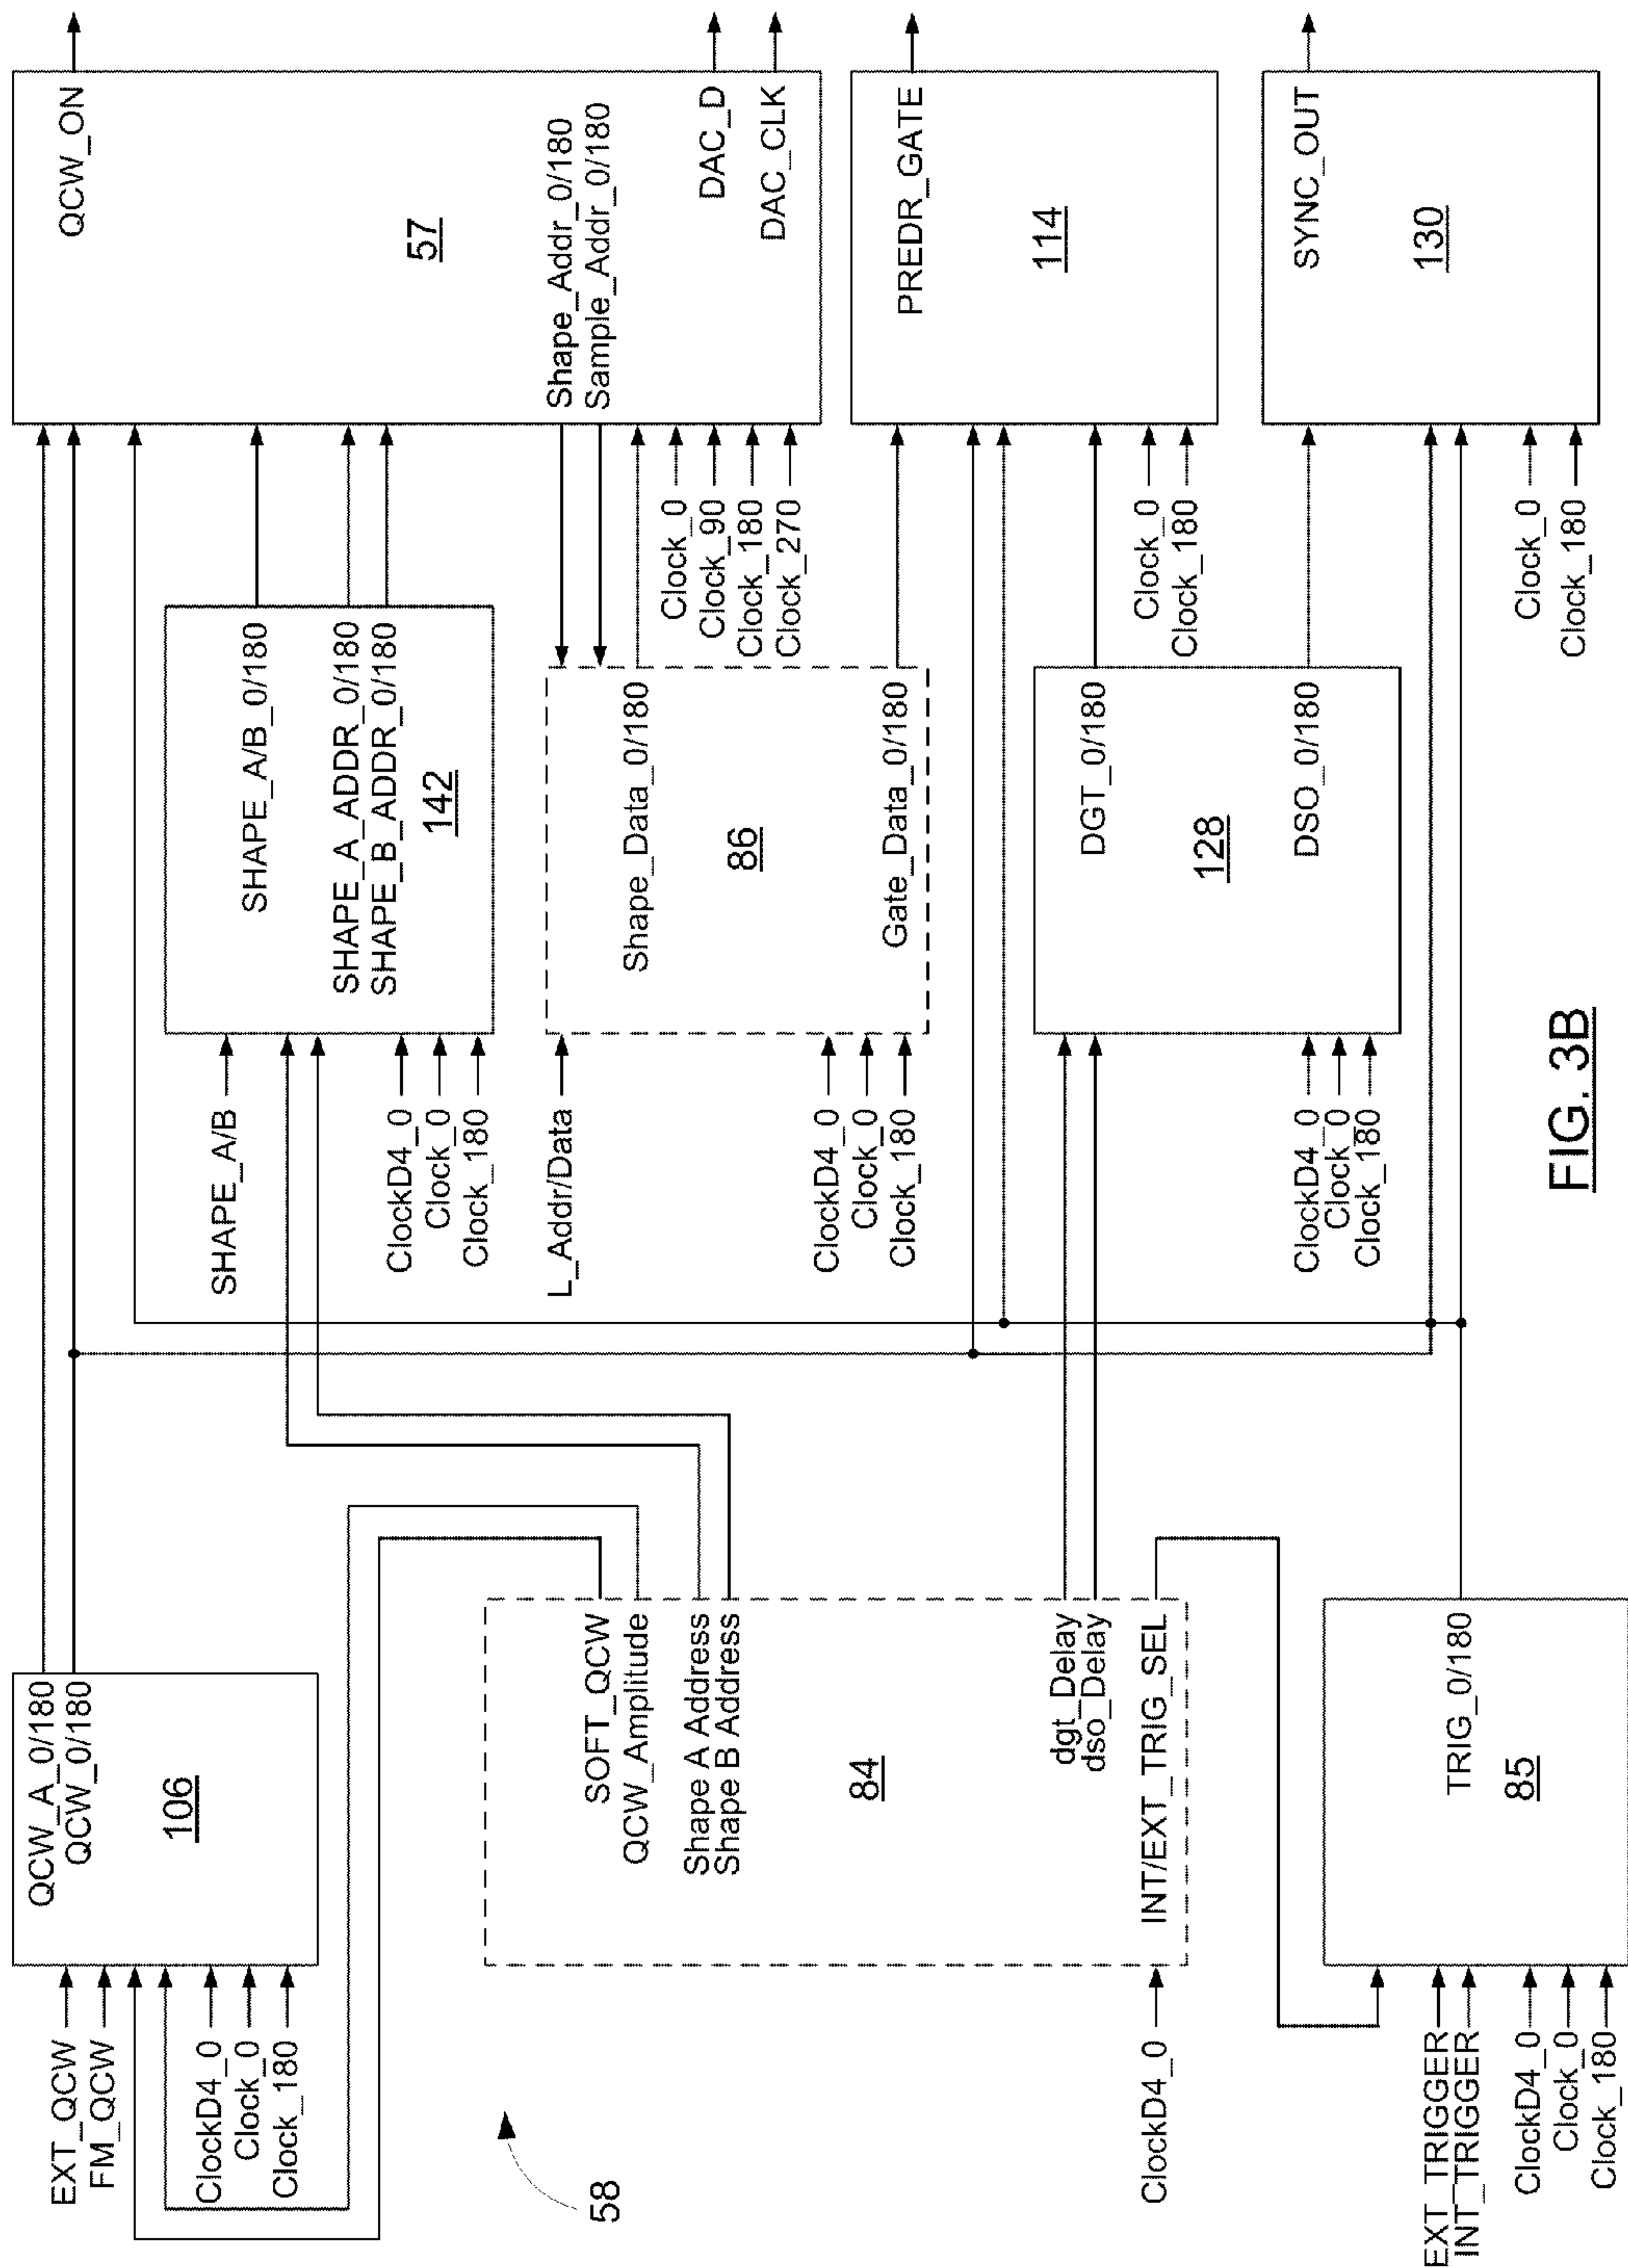 EXT_QCW
FM_QCW
ClockD4_0
Clock_0
Clock_180
QCW_A_0/180
QCW_0/180
106
58
ClockD4_0
SOFT_QCW
QCW_Amplitude
Shape A Address
Shape B Address
84
dgt_Delay
dso_Delay
INT/EXT_TRIG_SEL
EXT_TRIGGER
INT_TRIGGER
ClockD4_0
Clock_0
Clock_180
TRIG_0/180
85
SHAPE_A/B
ClockD4_0
Clock_0
Clock_180
SHAPE_A/B_0/180
SHAPE_A_ADDR_0/180
SHAPE_B_ADDR_0/180
142
L_Addr/Data
ClockD4_0
Clock_0
Clock_180
Shape_Data_0/180
86
Gate_Data_0/180
ClockD4_0
Clock_0
Clock_180
DGT_0/180
128
DSO_0/180
QCW_ON
57
Shape_Addr_0/180
Sample_Addr_0/180
DAC_D
DAC_CLK
Clock_0
Clock_90
Clock_180
Clock_270
PREDR_GATE
114
Clock_0
Clock_180
SYNC_OUT
130
Clock_0
Clock_180
FIG. 3B